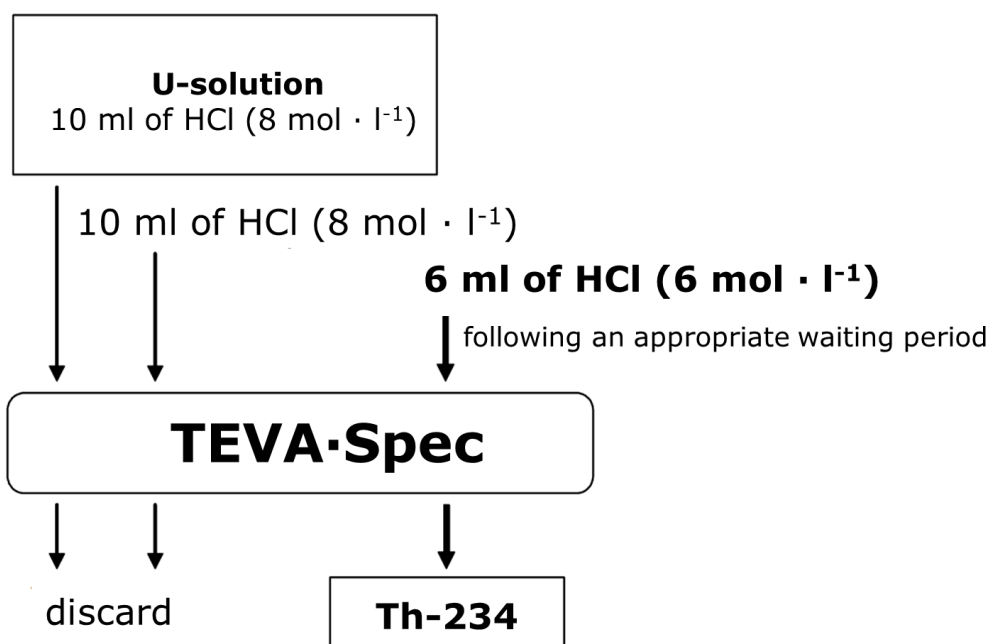 U-solution
10 ml of HCl (8 mol · l⁻¹)
10 ml of HCl (8 mol · l⁻¹)
6 ml of HCl (6 mol · l⁻¹)
following an appropriate waiting period
TEVA·Spec
discard
Th-234